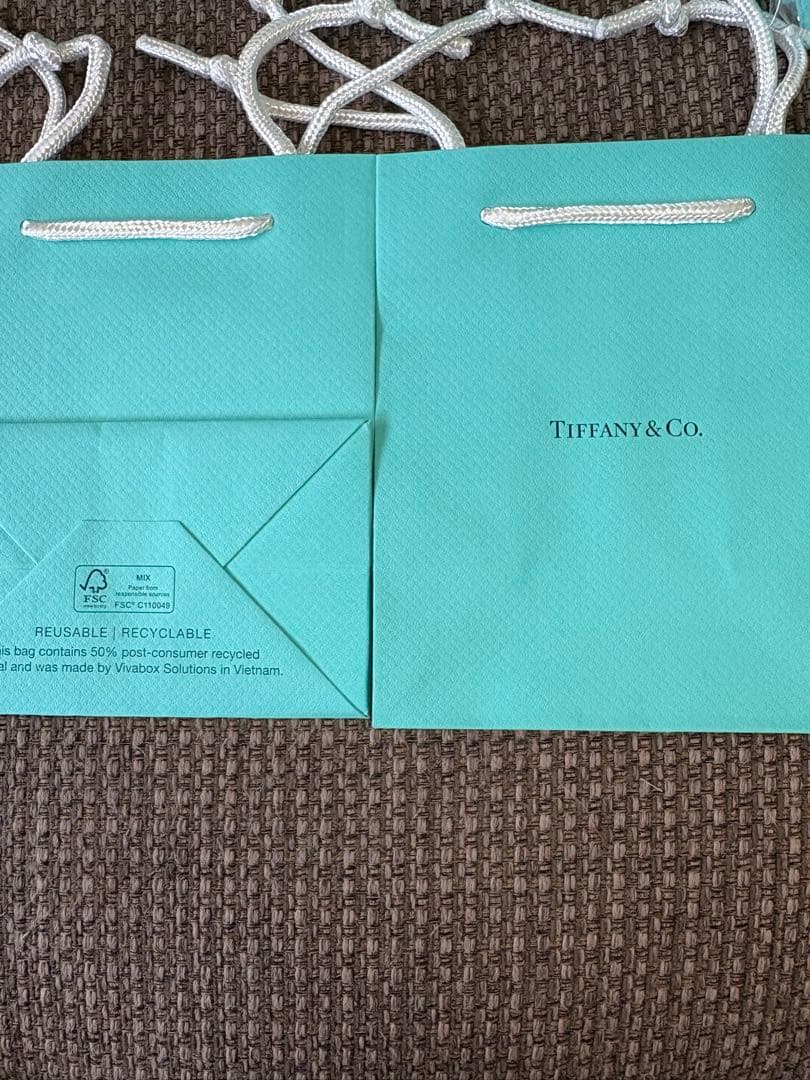 TIFFANY & CO.
MIX
Paper from
responsible sources
FSC
FSC® C110049
REUSABLE | RECYCLABLE
bag contains 50% post-consumer recycled
and was made by Vivabox Solutions in Vietnam.